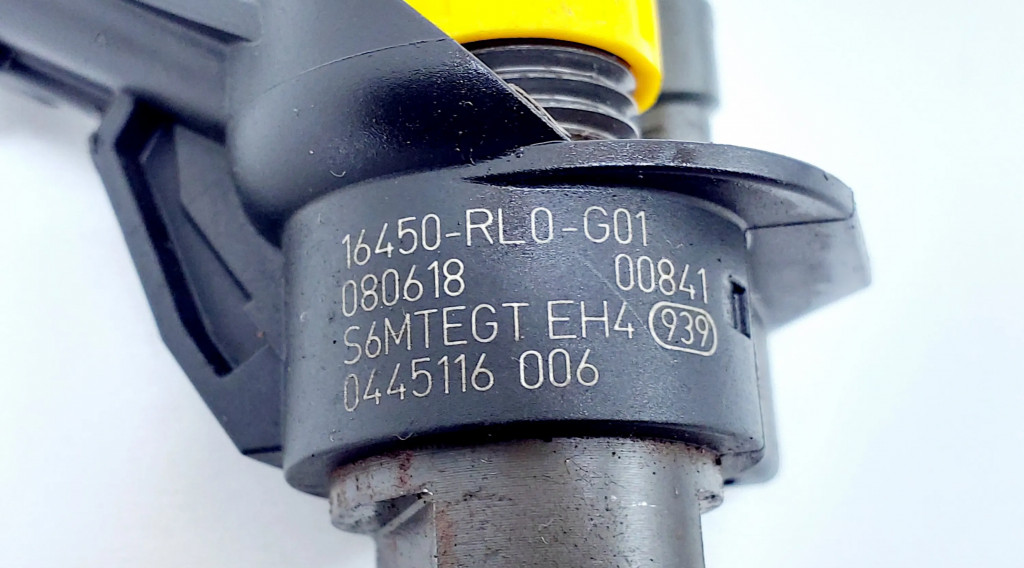 16450-RL0-G01
080618 00841
S6MTEGT EH4 939
0445116 006